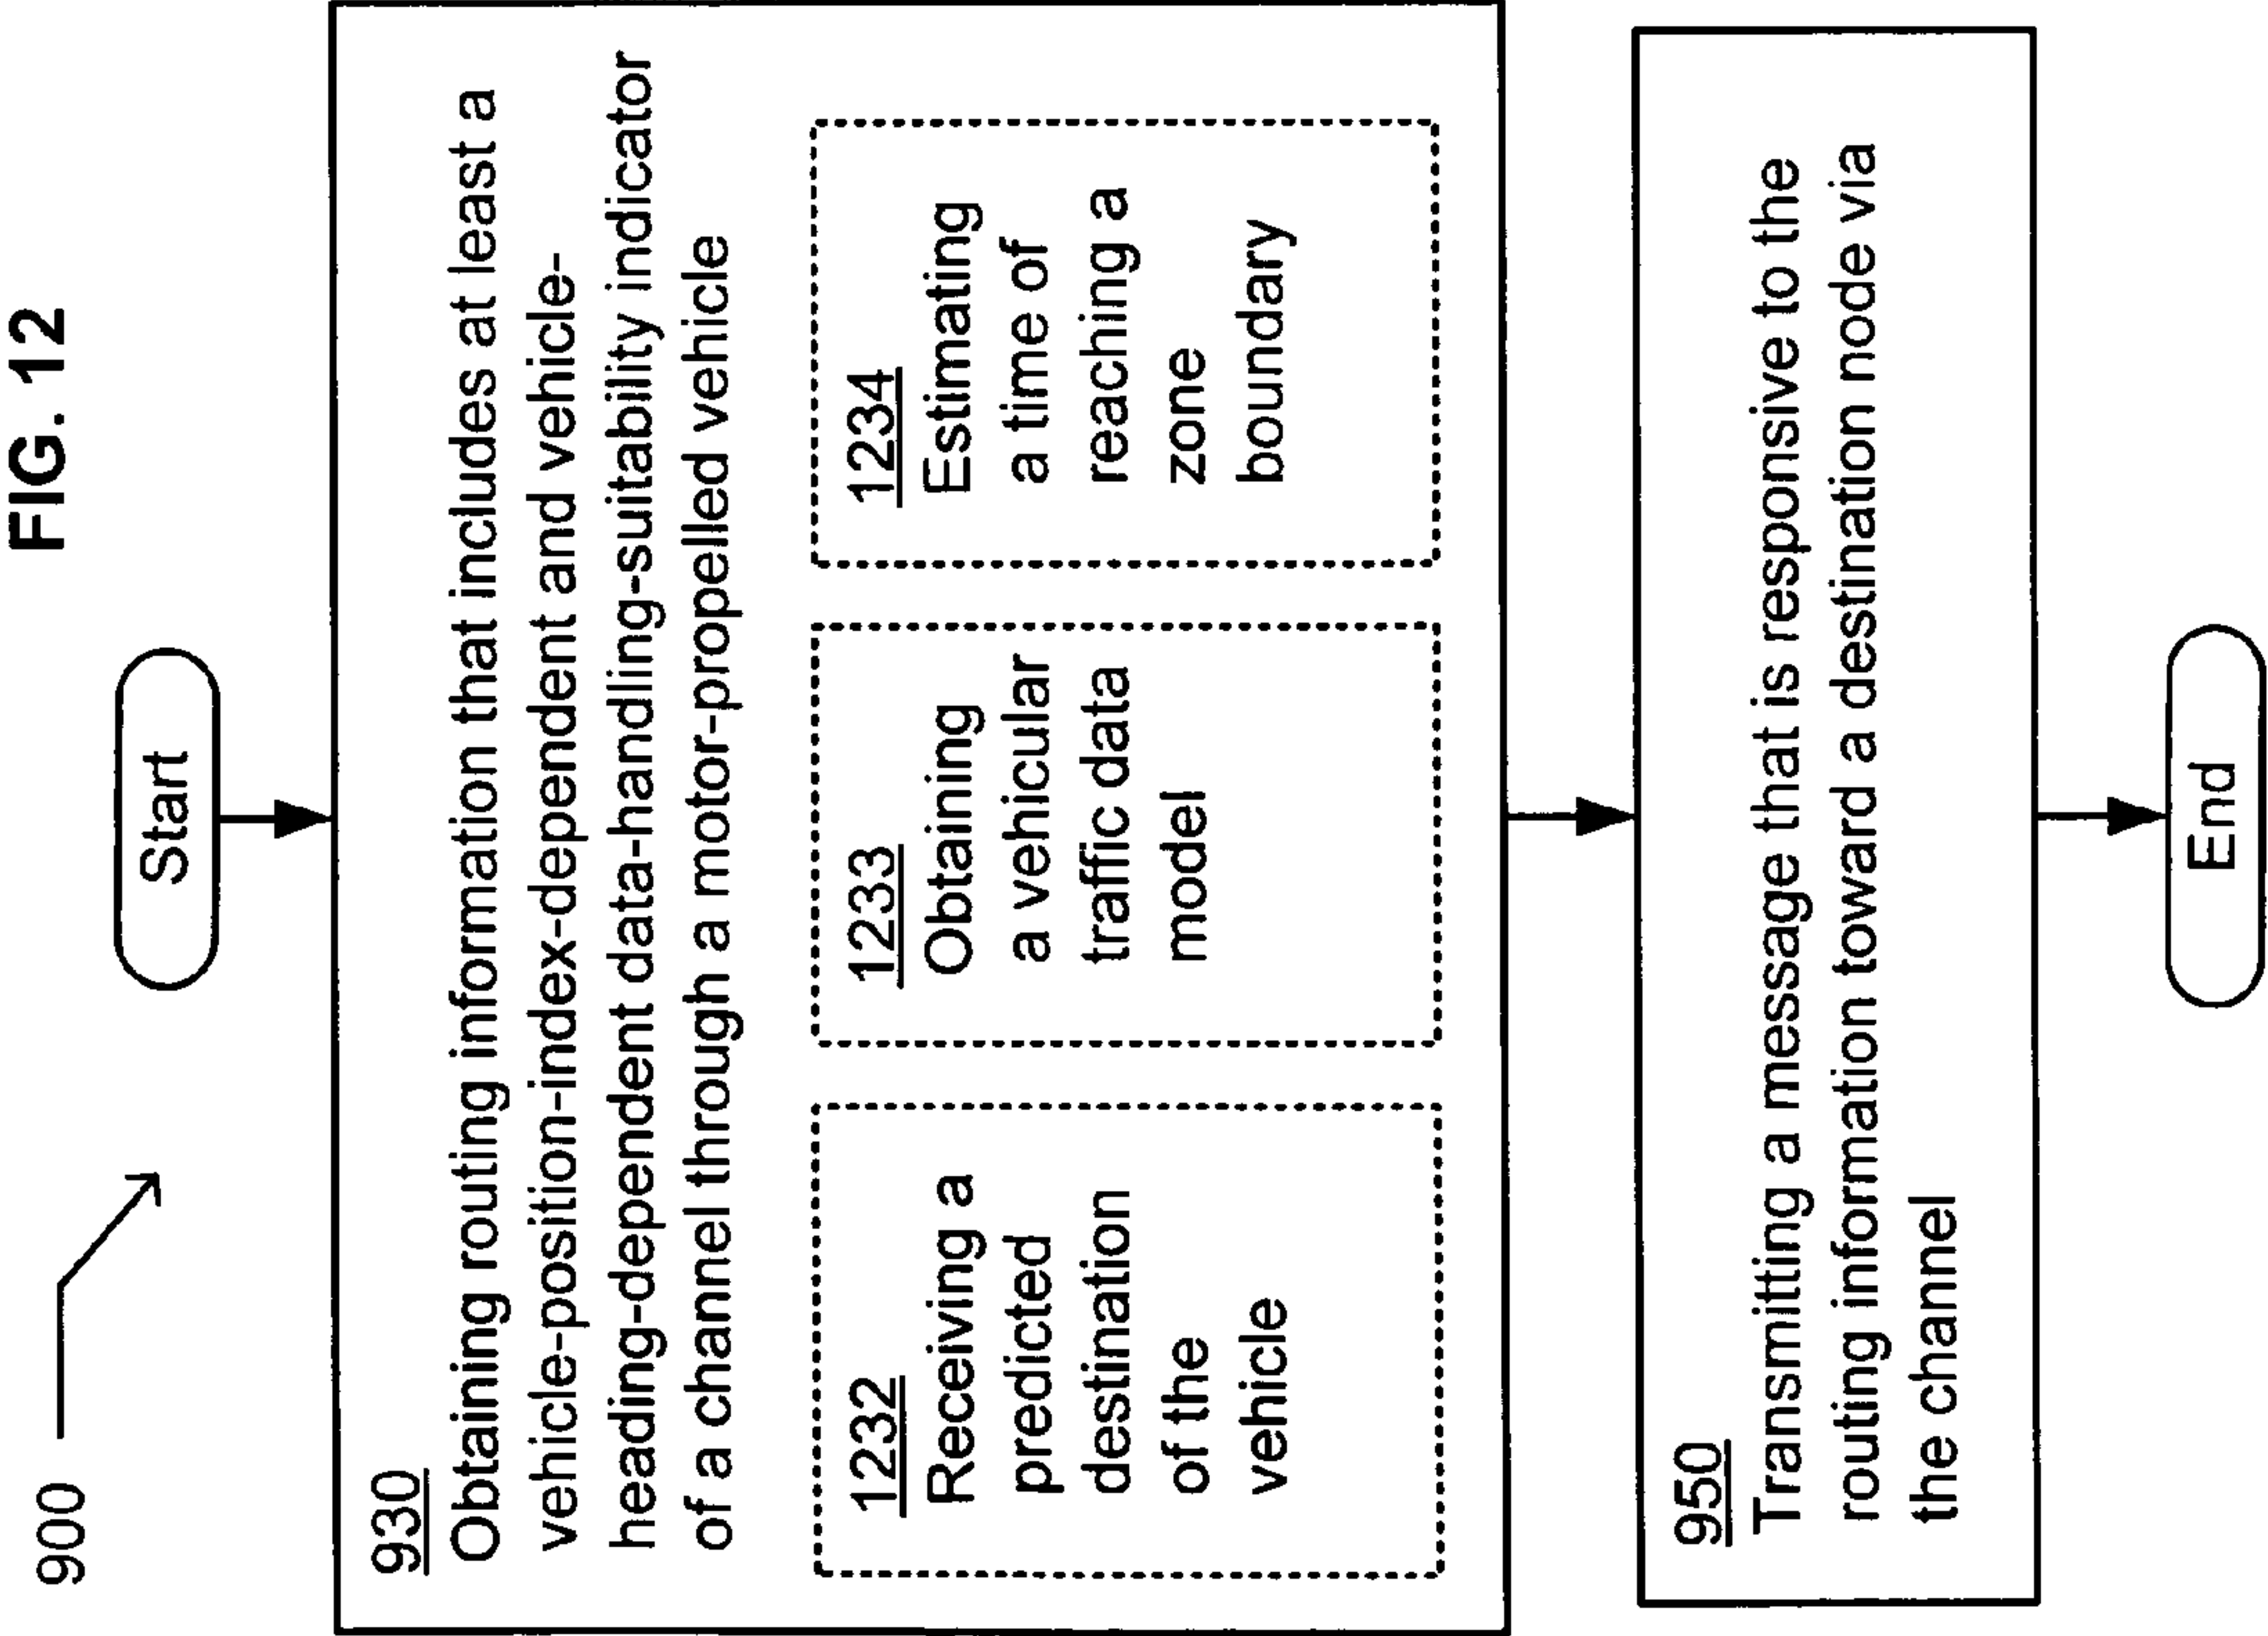 FIG. 12
900
Start
930
Obtaining routing information that includes at least a
vehicle-position-index-dependent and vehicle-
heading-dependent data-handling-suitability indicator
of a channel through a motor-propelled vehicle
1232
Receiving a
predicted
destination
of the
vehicle
1233
Obtaining
a vehicular
traffic data
model
1234
Estimating
a time of
reaching a
zone
boundary
950
Transmitting a message that is responsive to the
routing information toward a destination node via
the channel
End